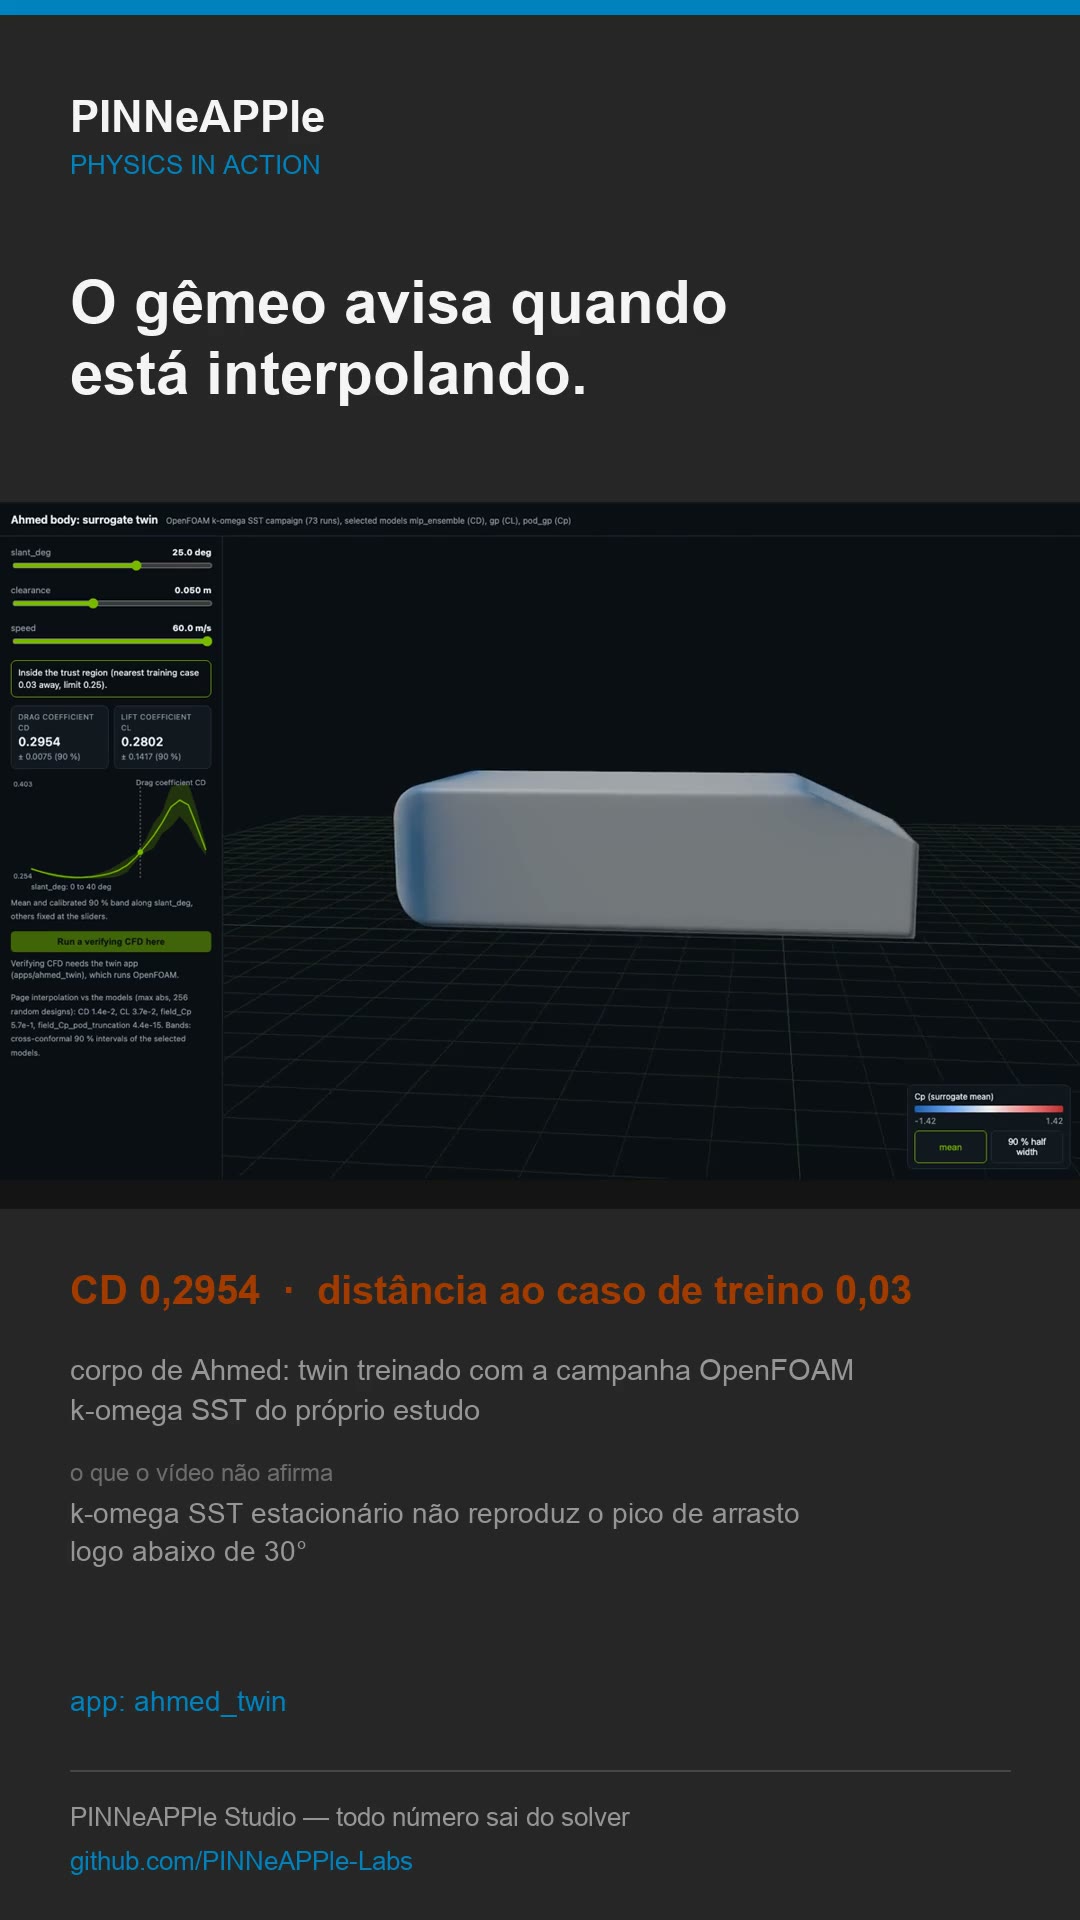 PINNeAPPle
PHYSICS IN ACTION
O gêmeo avisa quando
está interpolando.
Ahmed body: surrogate twin OpenFOAM k-omega SST campaign (73 runs), selected models mlp_ensemble (CD), gp (CL), pod_gp (Cp)
slant_deg 25.0 deg
clearance 0.050 m
speed 60.0 m/s
Inside the trust region (nearest training case
0.03 away, limit 0.25).
DRAG COEFFICIENT
CD
0.2954
± 0.0075 (90 %)
LIFT COEFFICIENT
CL
0.2802
± 0.1417 (90 %)
0.403
Drag coefficient CD
0.254
slant_deg: 0 to 40 deg
Mean and calibrated 90 % band along slant_deg,
others fixed at the sliders.
Run a verifying CFD here
Verifying CFD needs the twin app
(apps/ahmed_twin), which runs OpenFOAM.
Page interpolation vs the models (max abs, 256
random designs): CD 1.4e-2, CL 3.7e-2, field_Cp
5.7e-1, field_Cp_pod_truncation 4.4e-15. Bands:
cross-conformal 90 % intervals of the selected
models.
Cp (surrogate mean)
-1.42 1.42
mean
90 % half
width
CD 0,2954 · distância ao caso de treino 0,03
corpo de Ahmed: twin treinado com a campanha OpenFOAM
k-omega SST do próprio estudo
o que o vídeo não afirma
k-omega SST estacionário não reproduz o pico de arrasto
logo abaixo de 30°
app: ahmed_twin
PINNeAPPle Studio — todo número sai do solver
github.com/PINNeAPPle-Labs